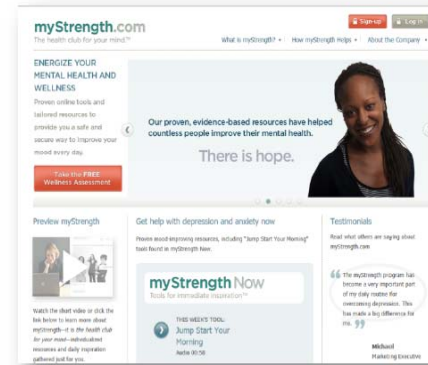 myStrength.com
The health club for your mind.™
Sign-up
Log in
What is myStrength?
How myStrength Helps
About the Company
ENERGIZE YOUR
MENTAL HEALTH AND
WELLNESS
Proven online tools and
tailored resources to
provide you a safe and
secure way to improve your
mood every day.
Take the FREE
Wellness Assessment
Our proven, evidence-based resources have helped
countless people improve their mental health.
There is hope.
Preview myStrength
Watch the short video or click the
link below to learn more about
myStrength—it is the health club
for your mind—individualized
resources and daily inspiration
gathered just for you.
Get help with depression and anxiety now
Proven mood-improving resources, including "Jump Start Your Morning"
tools found in myStrength Now.
myStrength Now
Tools for immediate inspiration™
THIS WEEK'S TOOL:
Jump Start Your
Morning
Audio 00:58
Testimonials
Read what others are saying about
myStrength.com
“ The myStrength program has
become a very important part
of my daily routine for
overcoming depression. This
has made a big difference for
me. ”
Michael
Marketing Executive